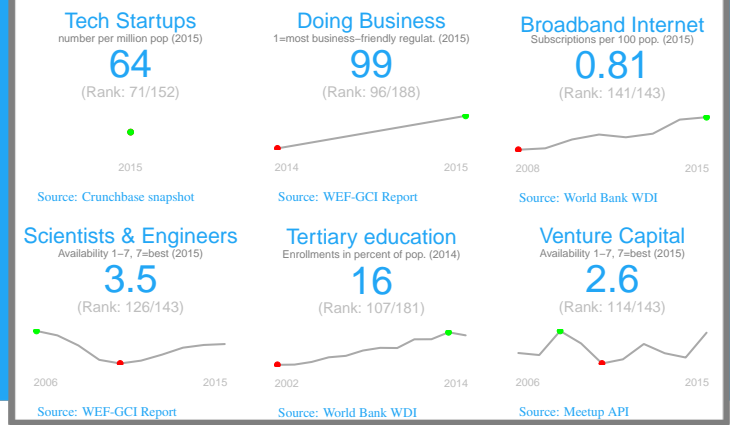 Tech Startups
number per million pop (2015)
64
(Rank: 71/152)
2015
Source: Crunchbase snapshot
Doing Business
1=most business−friendly regulat. (2015)
99
(Rank: 96/188)
2014 2015
Source: WEF-GCI Report
Broadband Internet
Subscriptions per 100 pop. (2015)
0.81
(Rank: 141/143)
2008 2015
Source: World Bank WDI
Scientists & Engineers
Availability 1−7, 7=best (2015)
3.5
(Rank: 126/143)
2006 2015
Source: WEF-GCI Report
Tertiary education
Enrollments in percent of pop. (2014)
16
(Rank: 107/181)
2002 2014
Source: World Bank WDI
Venture Capital
Availability 1−7, 7=best (2015)
2.6
(Rank: 114/143)
2006 2015
Source: Meetup API